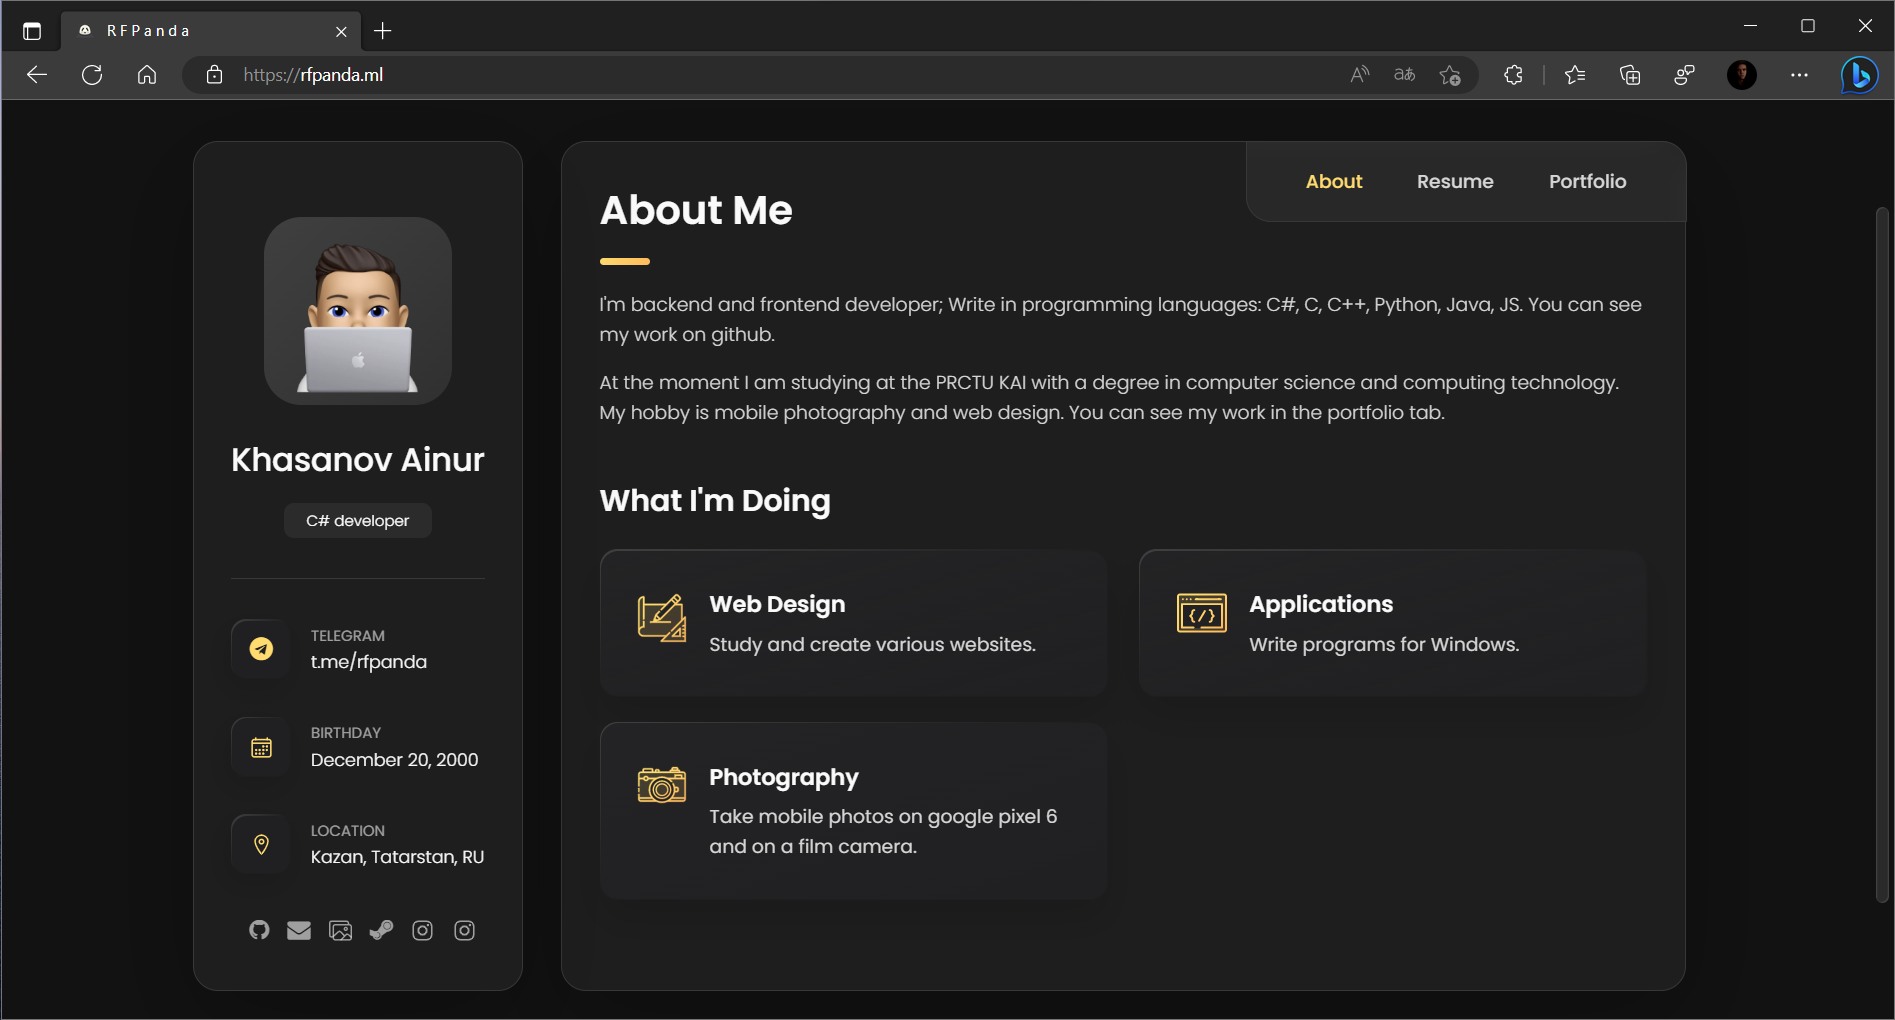 RFPanda
https://rfpanda.ml
About
Resume
Portfolio
Khasanov Ainur
C# developer
TELEGRAM
t.me/rfpanda
BIRTHDAY
December 20, 2000
LOCATION
Kazan, Tatarstan, RU
About Me
I'm backend and frontend developer; Write in programming languages: C#, C, C++, Python, Java, JS. You can see
my work on github.
At the moment I am studying at the PRCTU KAI with a degree in computer science and computing technology.
My hobby is mobile photography and web design. You can see my work in the portfolio tab.
What I'm Doing
Web Design
Study and create various websites.
Applications
Write programs for Windows.
Photography
Take mobile photos on google pixel 6
and on a film camera.